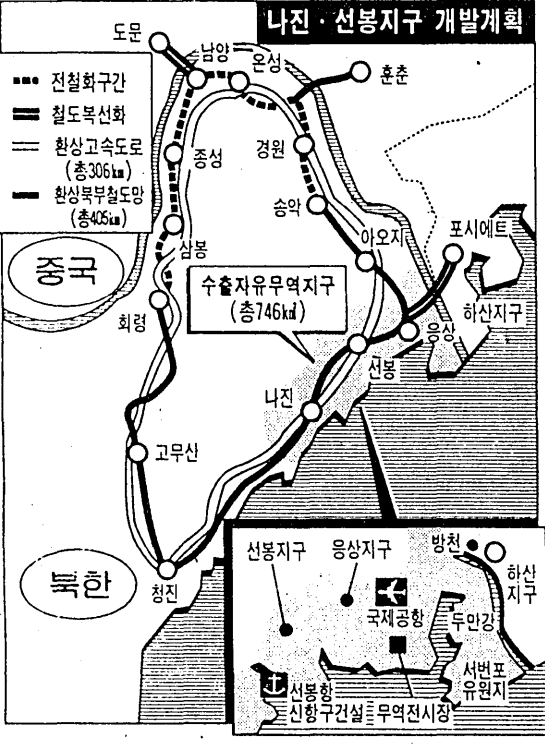 나진·선봉지구 개발계획
전철화구간
철도복선화
환상고속도로
(총306㎞)
환상북부철도망
(총405㎞)
도문
남양
온성
훈춘
종성
경원
송악
삼봉
아오지
포시에트
중국
수출자유무역지구
(총746㎢)
하산지구
회령
웅상
선봉
나진
고무산
북한
청진
선봉지구
웅상지구
방천
하산
지구
국제공항
두만강
서번포
유원지
선봉항
신항구건설
무역전시장